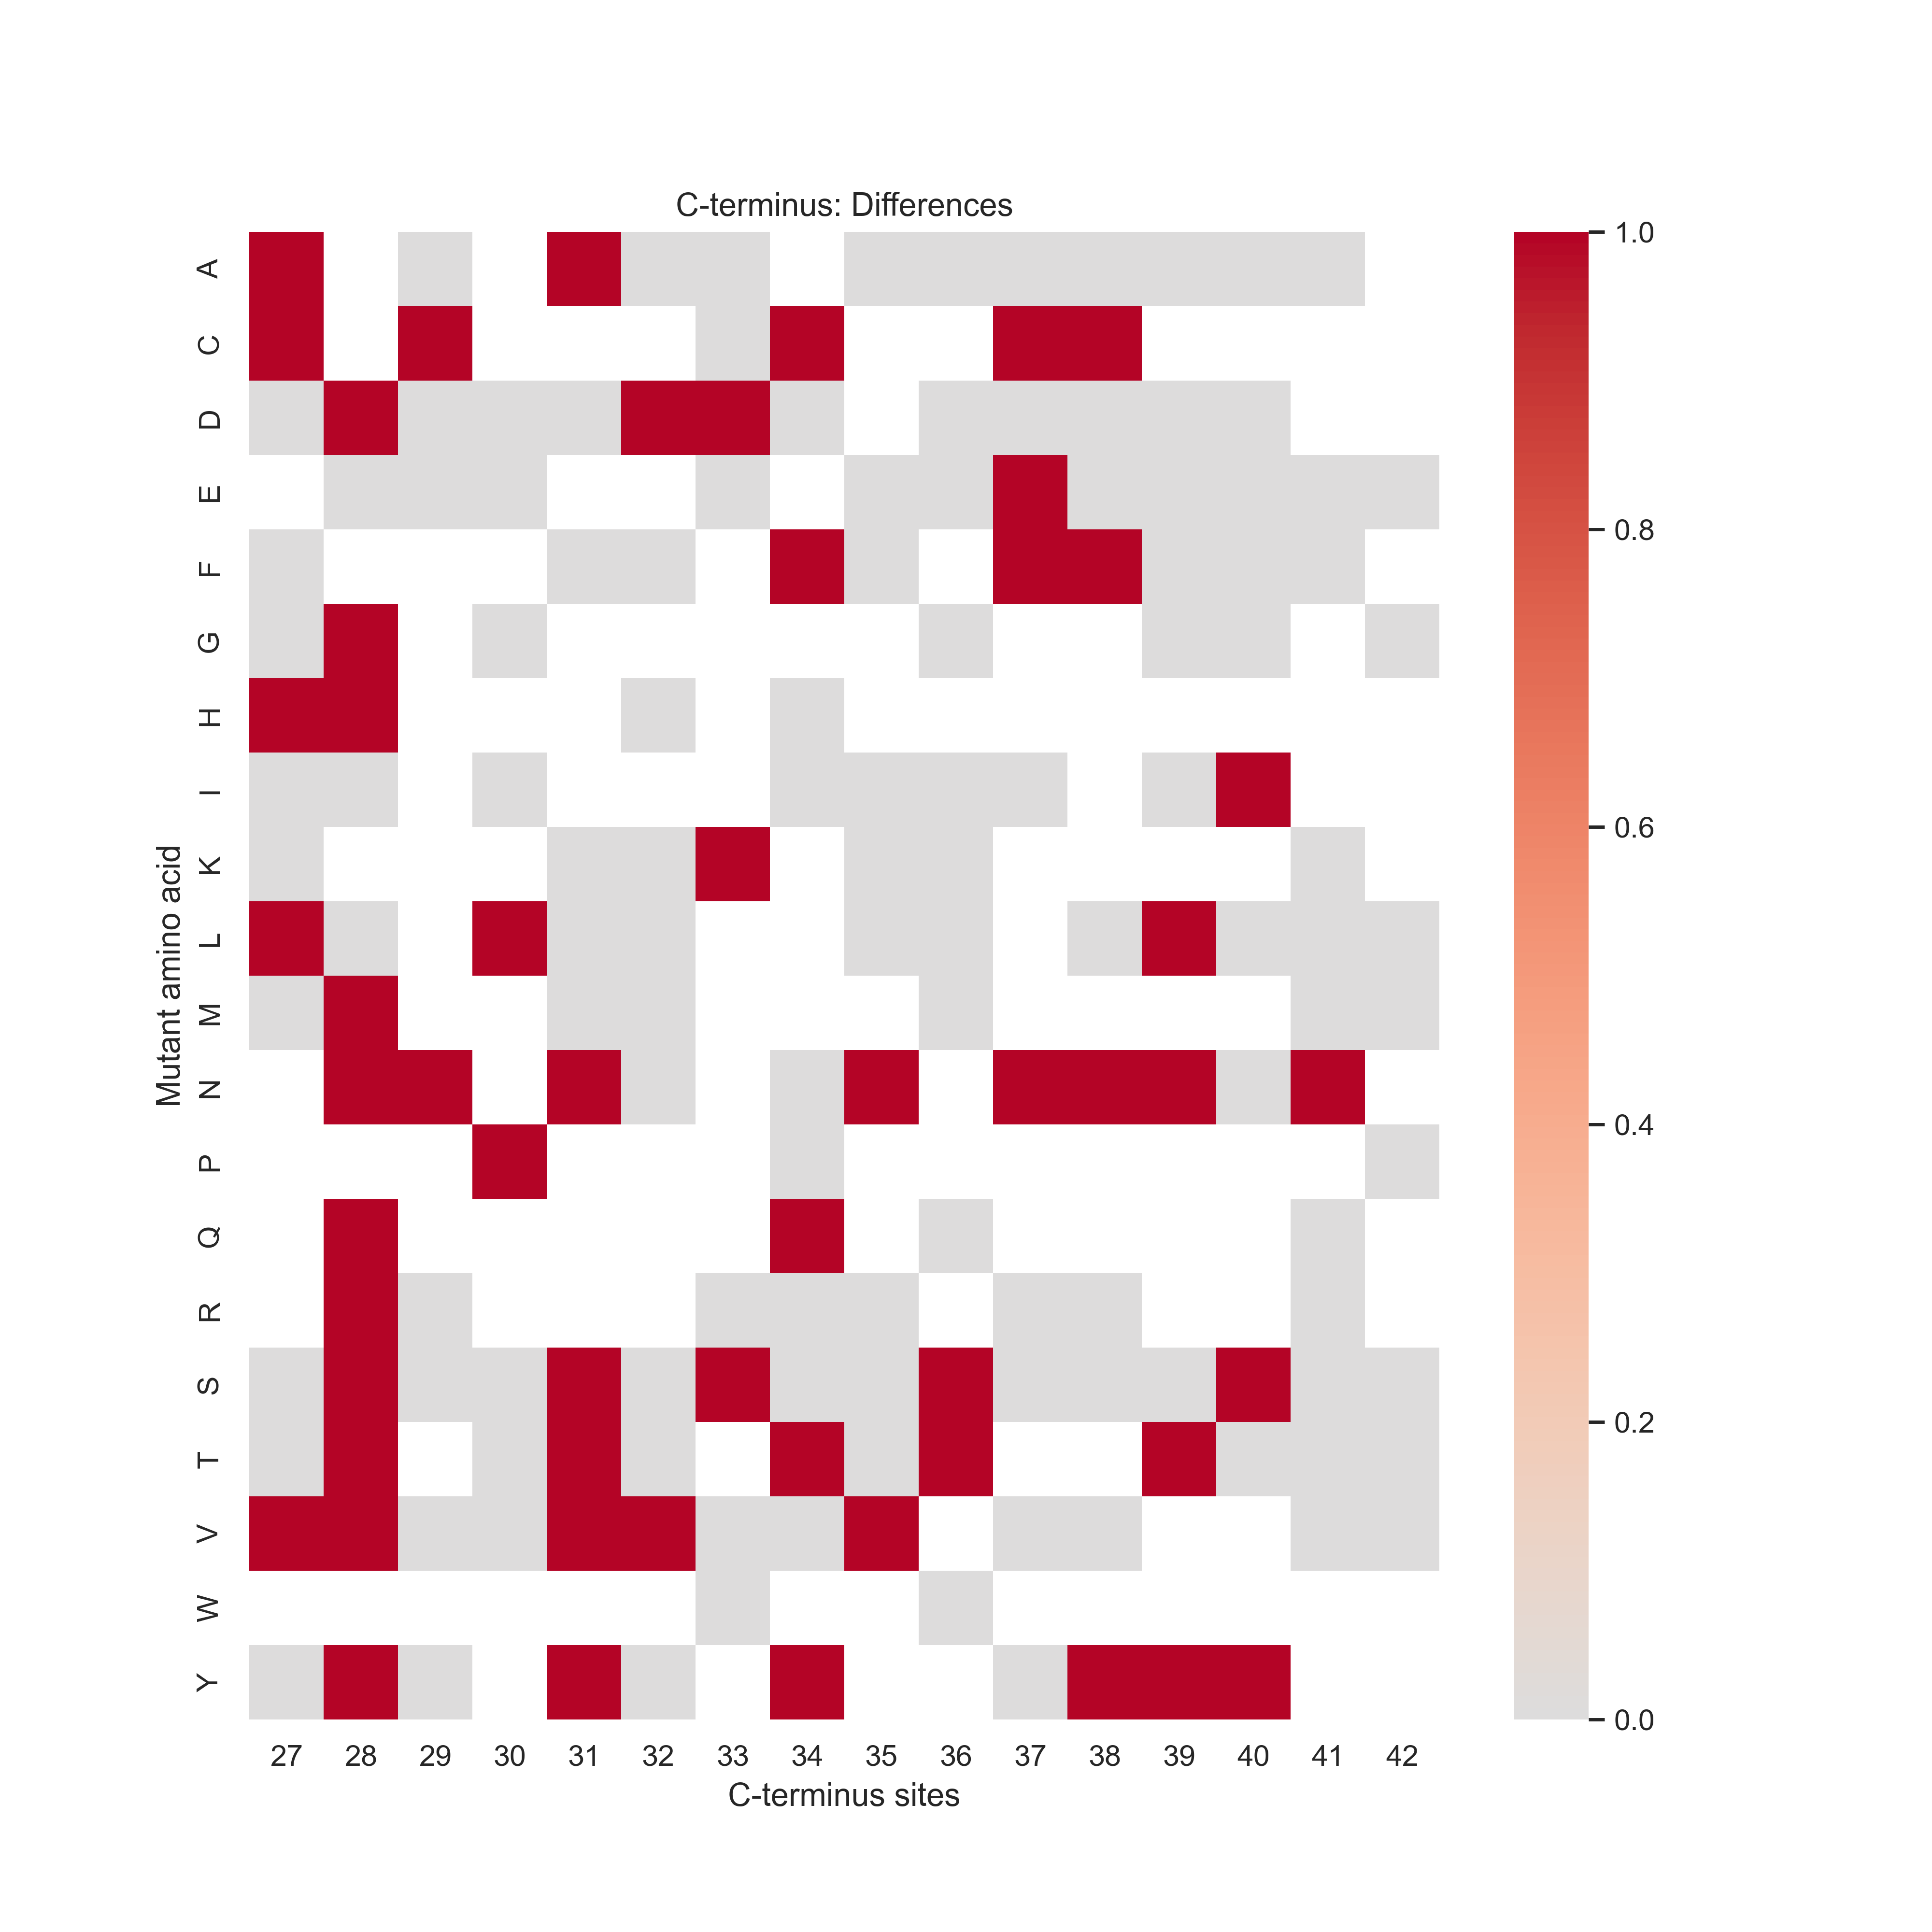 C-terminus: Differences
Mutant amino acid
A
C
D
E
F
G
H
I
K
L
M
N
P
Q
R
S
T
V
W
Y
27 28 29 30 31 32 33 34 35 36 37 38 39 40 41 42
C-terminus sites
1.0
0.8
0.6
0.4
0.2
0.0